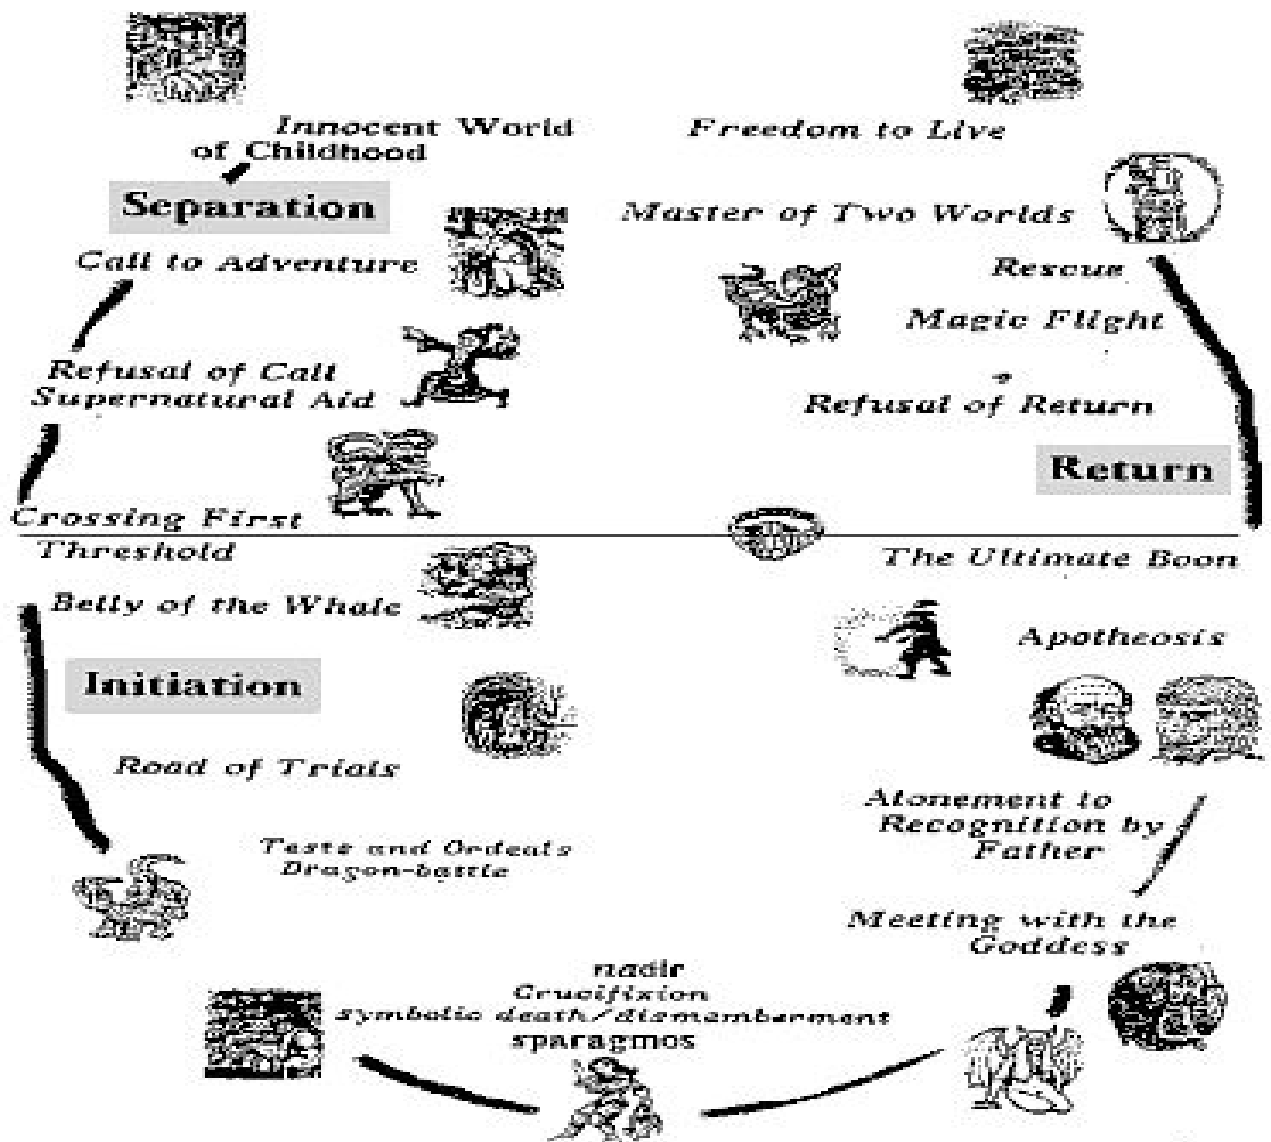 Innocent World
of Childhood
Separation
Call to Adventure
Refusal of Call
Supernatural Aid
Crossing First
Threshold
Belly of the Whale
Initiation
Road of Trials
Tests and Ordeals
Dragon-battle
nadir
Crucifixion
symbolic death/dismemberment
sparagmos
Meeting with the
Goddess
Atonement to
Recognition by
Father
Apotheosis
The Ultimate Boon
Return
Refusal of Return
Magic Flight
Rescue
Master of Two Worlds
Freedom to Live